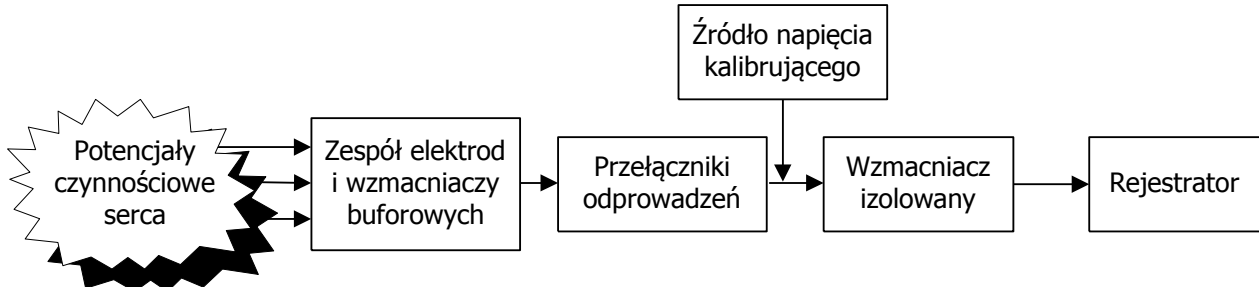 Źródło napięcia
kalibrującego
Potencjały
czynnościowe
serca
Zespół elektrod
i wzmacniaczy
buforowych
Przełączniki
odprowadzeń
Wzmacniacz
izolowany
Rejestrator